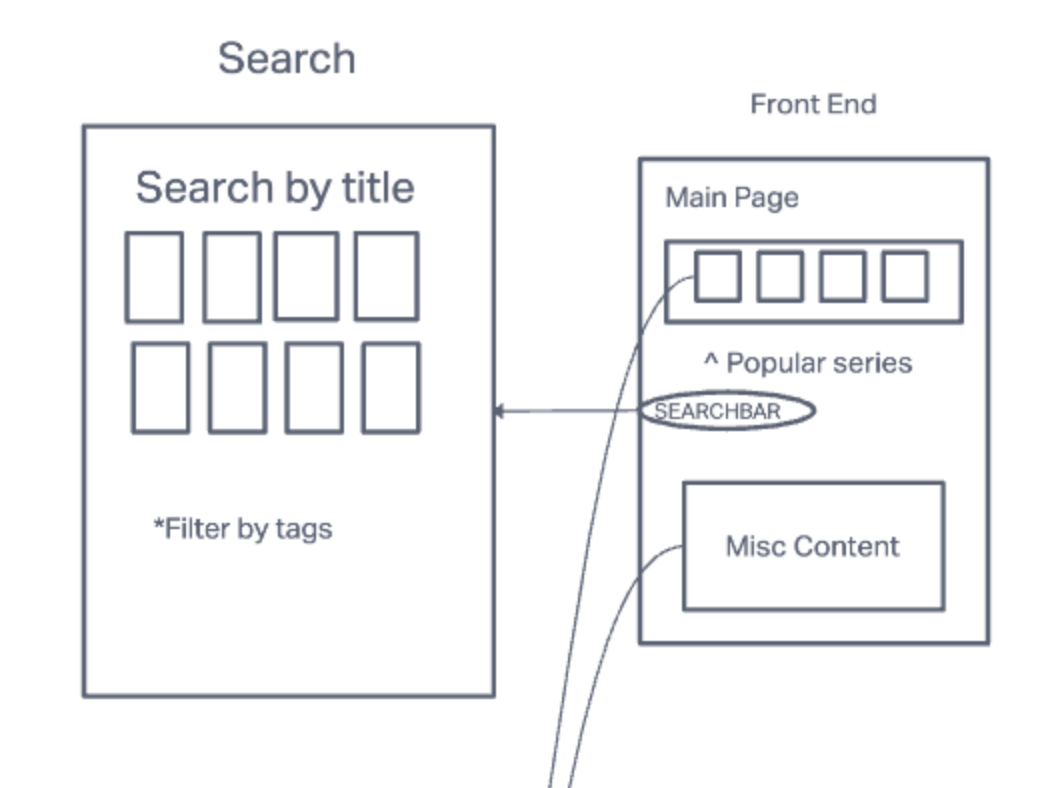 Search
Search by title
*Filter by tags
Front End
Main Page
^ Popular series
SEARCHBAR
Misc Content